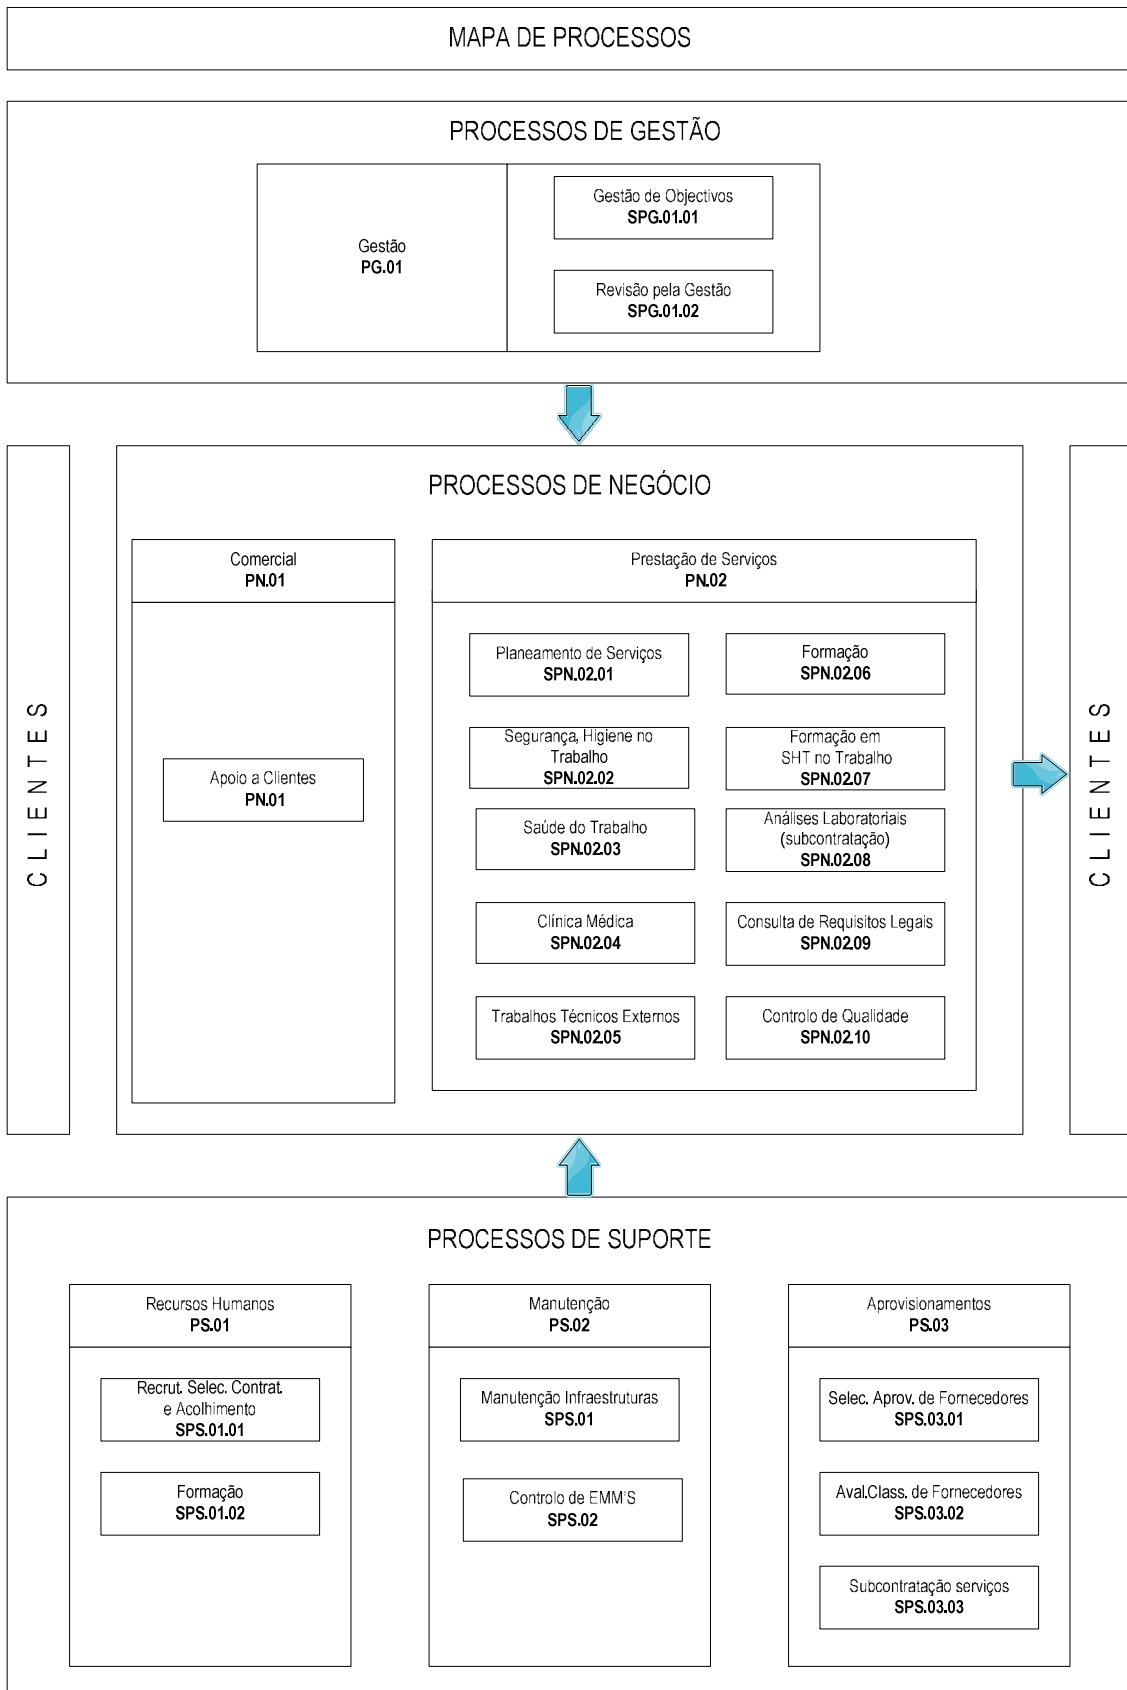 MAPA DE PROCESSOS
PROCESSOS DE GESTÃO
Gestão
PG.01
Gestão de Objectivos
SPG.01.01
Revisão pela Gestão
SPG.01.02
CLIENTES
PROCESSOS DE NEGÓCIO
Comercial
PN.01
Apoio a Clientes
PN.01
Prestação de Serviços
PN.02
Planeamento de Serviços
SPN.02.01
Segurança, Higiene no
Trabalho
SPN.02.02
Saúde do Trabalho
SPN.02.03
Clínica Médica
SPN.02.04
Trabalhos Técnicos Externos
SPN.02.05
Formação
SPN.02.06
Formação em
SHT no Trabalho
SPN.02.07
Análises Laboratoriais
(subcontratação)
SPN.02.08
Consulta de Requisitos Legais
SPN.02.09
Controlo de Qualidade
SPN.02.10
CLIENTES
PROCESSOS DE SUPORTE
Recursos Humanos
PS.01
Recrut. Selec. Contrat.
e Acolhimento
SPS.01.01
Formação
SPS.01.02
Manutenção
PS.02
Manutenção Infraestruturas
SPS.01
Controlo de EMM'S
SPS.02
Aprovisionamentos
PS.03
Selec. Aprov. de Fornecedores
SPS.03.01
Aval.Class. de Fornecedores
SPS.03.02
Subcontratação serviços
SPS.03.03